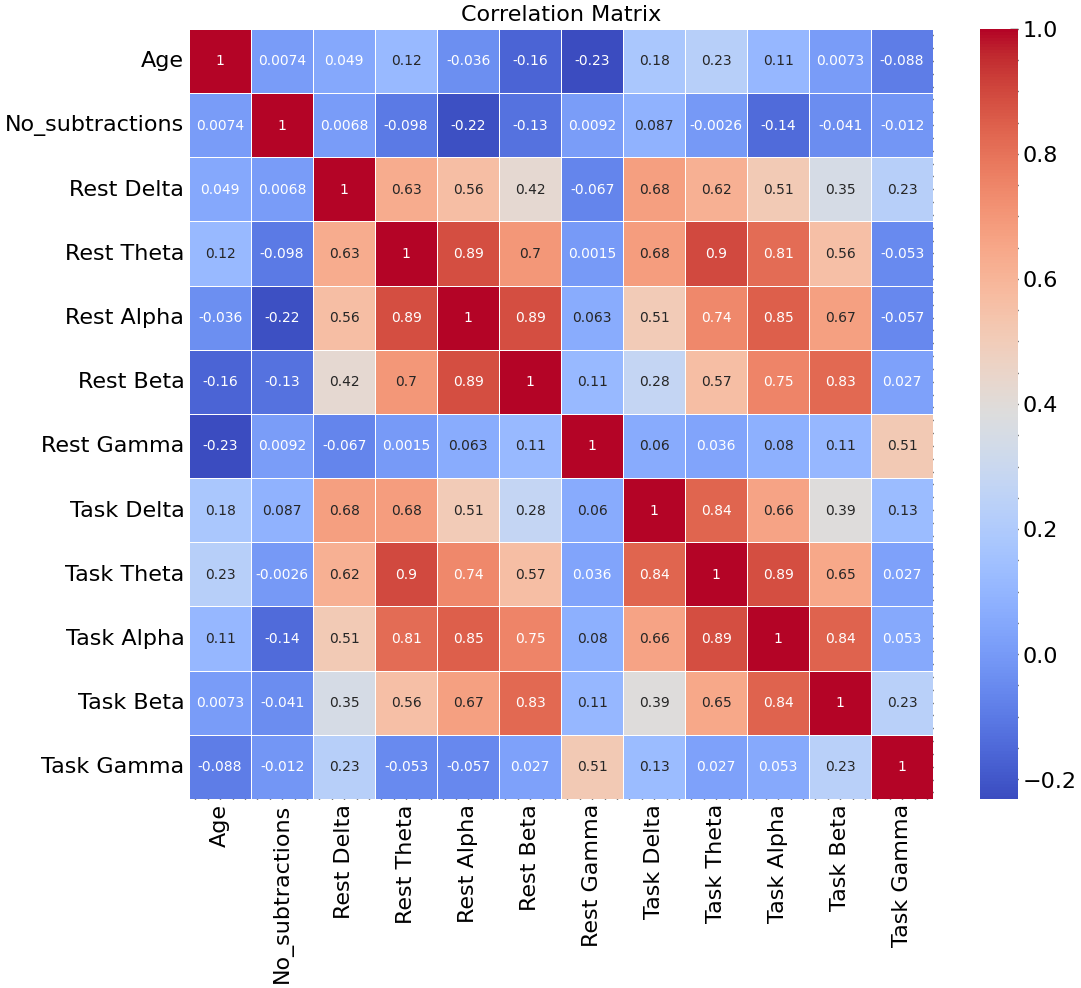 Correlation Matrix
Age 1 0.0074 0.049 0.12 -0.036 -0.16 -0.23 0.18 0.23 0.11 0.0073 -0.088
No_subtractions 0.0074 1 0.0068 -0.098 -0.22 -0.13 0.0092 0.087 -0.0026 -0.14 -0.041 -0.012
Rest Delta 0.049 0.0068 1 0.63 0.56 0.42 -0.067 0.68 0.62 0.51 0.35 0.23
Rest Theta 0.12 -0.098 0.63 1 0.89 0.7 0.0015 0.68 0.9 0.81 0.56 -0.053
Rest Alpha -0.036 -0.22 0.56 0.89 1 0.89 0.063 0.51 0.74 0.85 0.67 -0.057
Rest Beta -0.16 -0.13 0.42 0.7 0.89 1 0.11 0.28 0.57 0.75 0.83 0.027
Rest Gamma -0.23 0.0092 -0.067 0.0015 0.063 0.11 1 0.06 0.036 0.08 0.11 0.51
Task Delta 0.18 0.087 0.68 0.68 0.51 0.28 0.06 1 0.84 0.66 0.39 0.13
Task Theta 0.23 -0.0026 0.62 0.9 0.74 0.57 0.036 0.84 1 0.89 0.65 0.027
Task Alpha 0.11 -0.14 0.51 0.81 0.85 0.75 0.08 0.66 0.89 1 0.84 0.053
Task Beta 0.0073 -0.041 0.35 0.56 0.67 0.83 0.11 0.39 0.65 0.84 1 0.23
Task Gamma -0.088 -0.012 0.23 -0.053 -0.057 0.027 0.51 0.13 0.027 0.053 0.23 1
Age
No_subtractions
Rest Delta
Rest Theta
Rest Alpha
Rest Beta
Rest Gamma
Task Delta
Task Theta
Task Alpha
Task Beta
Task Gamma
1.0
0.8
0.6
0.4
0.2
0.0
−0.2